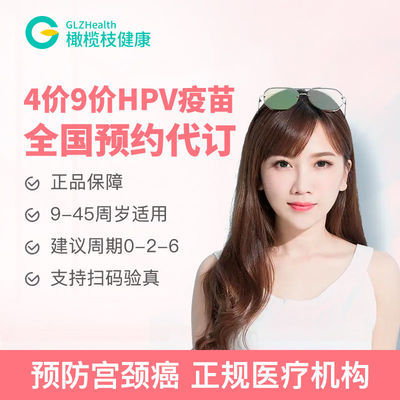 GLZHealth
橄榄枝健康
4价9价HPV疫苗
全国预约代订
正品保障
9-45周岁适用
建议周期0-2-6
支持扫码验真
预防宫颈癌 正规医疗机构